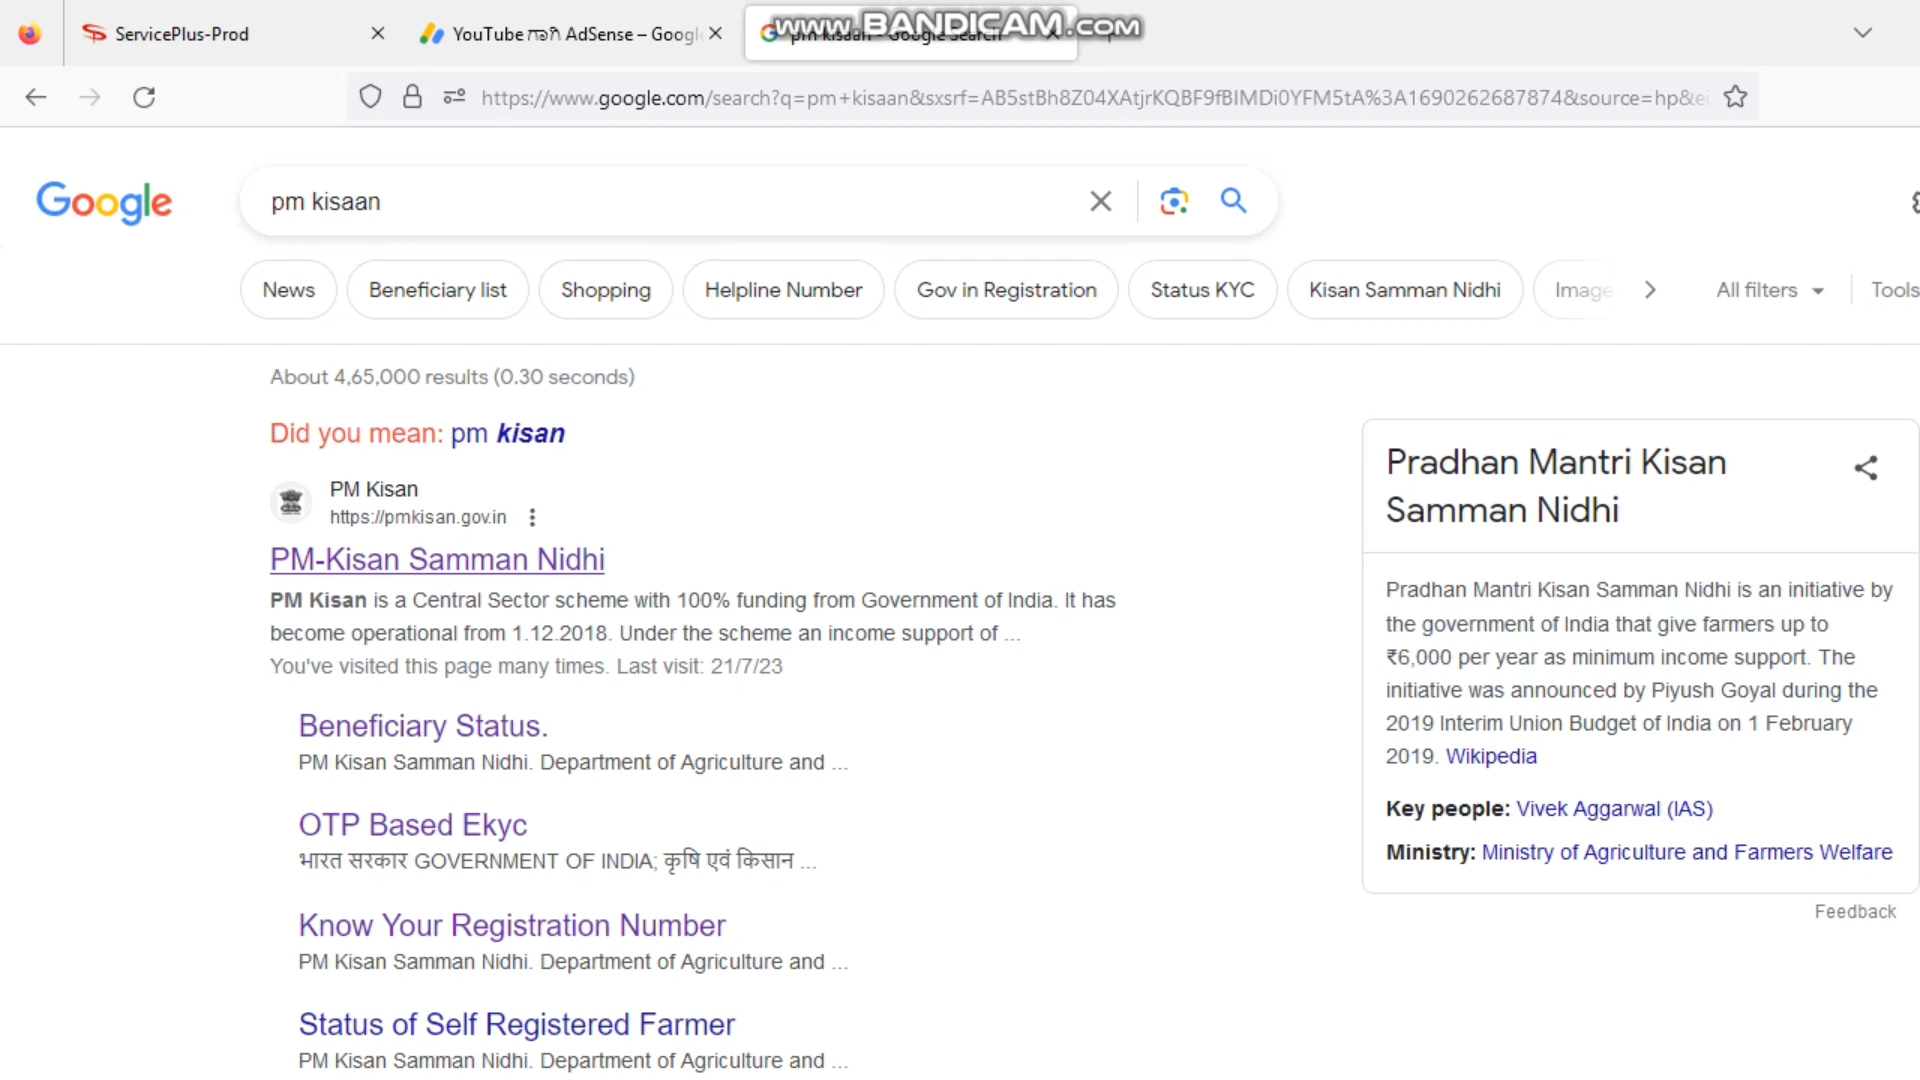 ServicePlus-Prod
YouTube AdSense – Google
www.BANDICAM.com
pm kisaan - Google Search
https://www.google.com/search?q=pm+kisaan&sxsrf=AB5stBh8Z04XAtjrKQBF9fBIMDi0YFM5tA%3A1690262687874&source=hp&ei
Google
pm kisaan
News
Beneficiary list
Shopping
Helpline Number
Gov in Registration
Status KYC
Kisan Samman Nidhi
Image
All filters
Tools
About 4,65,000 results (0.30 seconds)
Did you mean: pm kisan
PM Kisan
https://pmkisan.gov.in
PM-Kisan Samman Nidhi
PM Kisan is a Central Sector scheme with 100% funding from Government of India. It has
become operational from 1.12.2018. Under the scheme an income support of ...
You've visited this page many times. Last visit: 21/7/23
Beneficiary Status.
PM Kisan Samman Nidhi. Department of Agriculture and ...
OTP Based Ekyc
भारत सरकार GOVERNMENT OF INDIA; कृषि एवं किसान ...
Know Your Registration Number
PM Kisan Samman Nidhi. Department of Agriculture and ...
Status of Self Registered Farmer
PM Kisan Samman Nidhi. Department of Agriculture and ...
Pradhan Mantri Kisan
Samman Nidhi
Pradhan Mantri Kisan Samman Nidhi is an initiative by
the government of India that give farmers up to
₹6,000 per year as minimum income support. The
initiative was announced by Piyush Goyal during the
2019 Interim Union Budget of India on 1 February
2019. Wikipedia
Key people: Vivek Aggarwal (IAS)
Ministry: Ministry of Agriculture and Farmers Welfare
Feedback